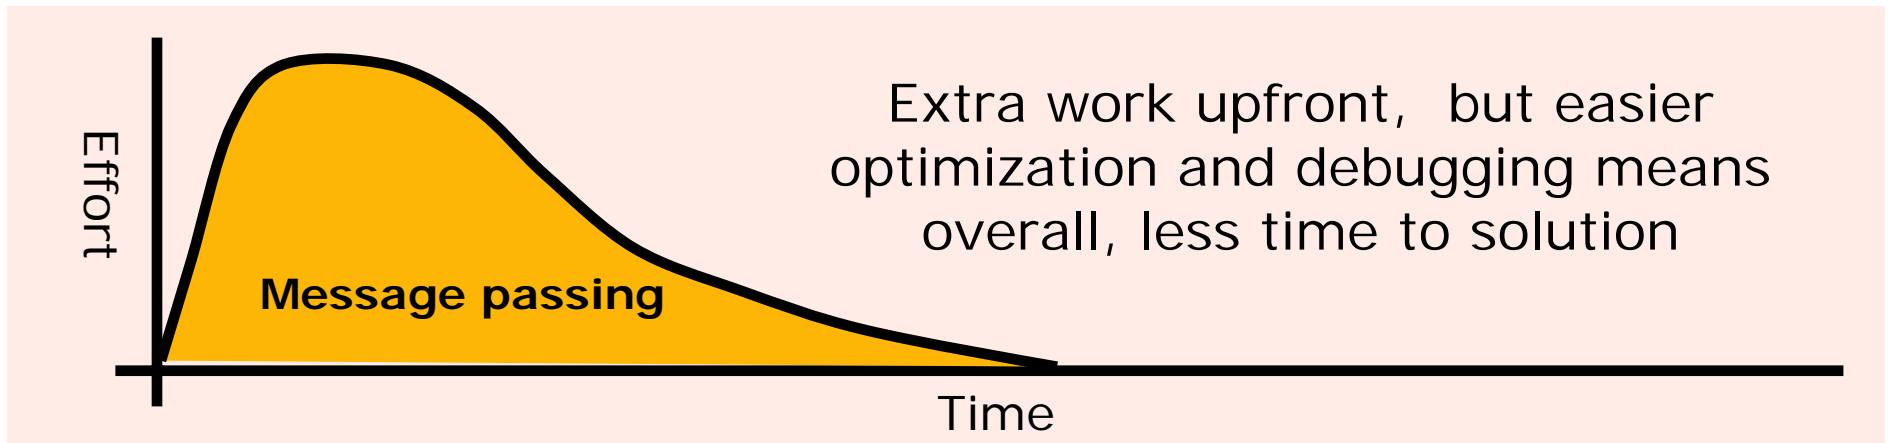 Effort
Extra work upfront, but easier
optimization and debugging means
overall, less time to solution
Message passing
Time